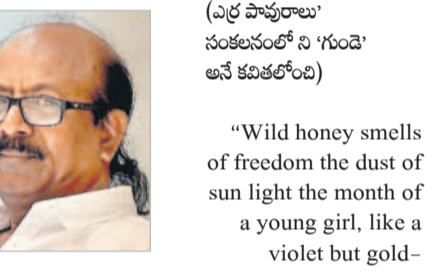 (ఎర్ర పావురాలు’
సంకలనంలో ని ‘గుండె’
అనే కవితలోంచి)
“Wild honey smells
of freedom the dust of
sun light the month of
a young girl, like a
violet but gold–